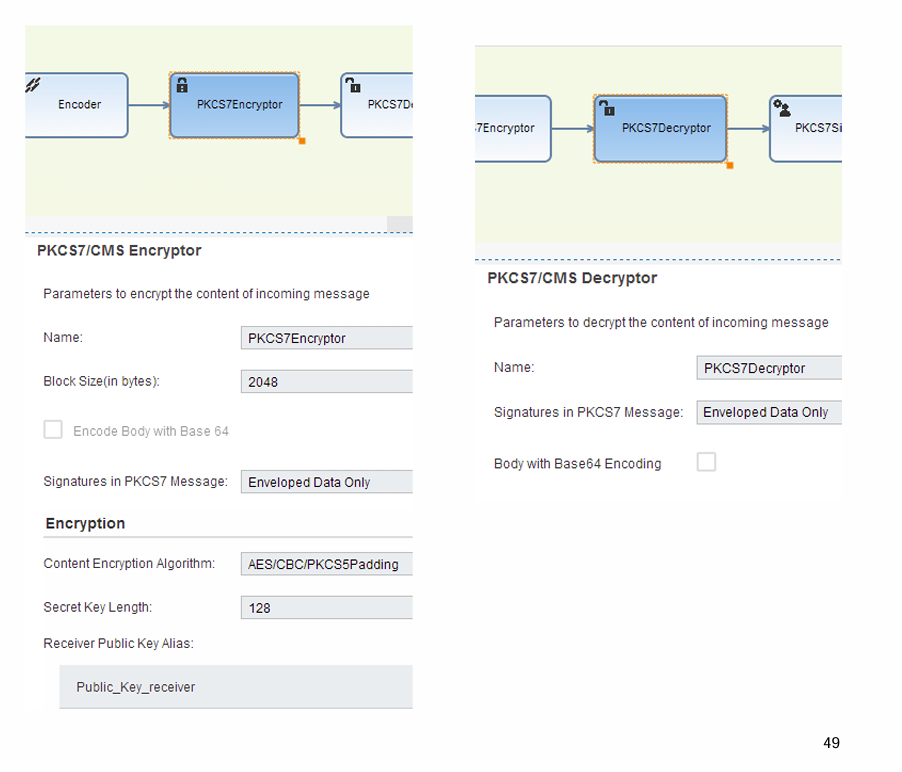 Encoder
PKCS7Encryptor
PKCS7De
PKCS7/CMS Encryptor
Parameters to encrypt the content of incoming message
Name:
PKCS7Encryptor
Block Size(in bytes):
2048
Encode Body with Base 64
Signatures in PKCS7 Message:
Enveloped Data Only
Encryption
Content Encryption Algorithm:
AES/CBC/PKCS5Padding
Secret Key Length:
128
Receiver Public Key Alias:
Public_Key_receiver
7Encryptor
PKCS7Decryptor
PKCS7Si
PKCS7/CMS Decryptor
Parameters to decrypt the content of incoming message
Name:
PKCS7Decryptor
Signatures in PKCS7 Message:
Enveloped Data Only
Body with Base64 Encoding
49